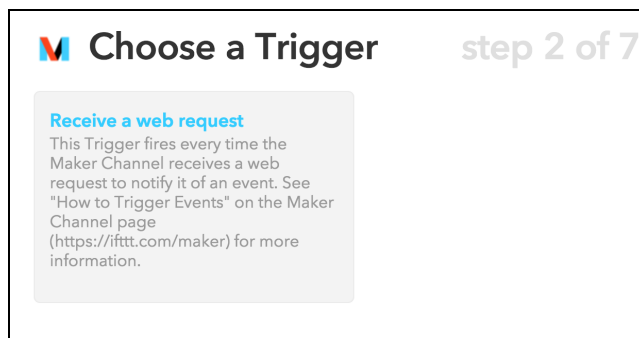 Choose a Trigger step 2 of 7
Receive a web request
This Trigger fires every time the
Maker Channel receives a web
request to notify it of an event. See
"How to Trigger Events" on the Maker
Channel page
(https://ifttt.com/maker) for more
information.